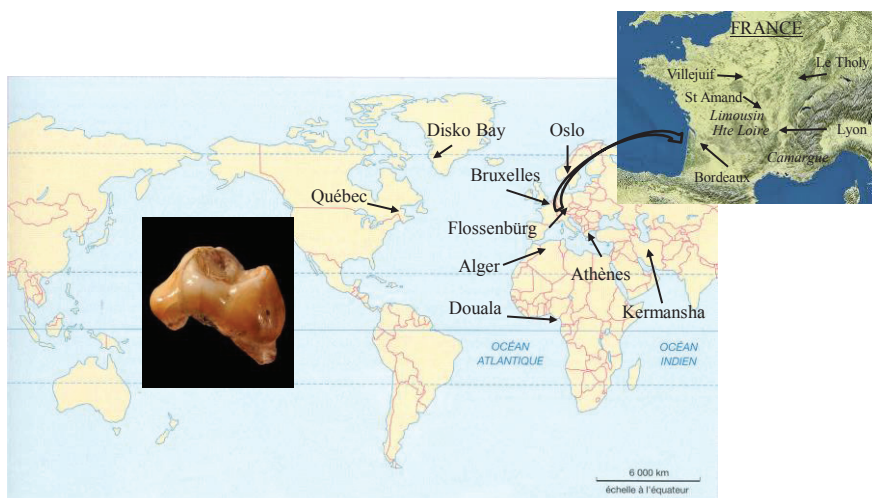 FRANCE
Le Tholy
Villejuif
St Amand
Limousin
Hte Loire
Lyon
Camargue
Bordeaux
Disko Bay
Oslo
Bruxelles
Québec
Flossenbürg
Alger
Athènes
Douala
Kermansha
OCÉAN
ATLANTIQUE
OCÉAN
INDIEN
6 000 km
échelle à l'équateur